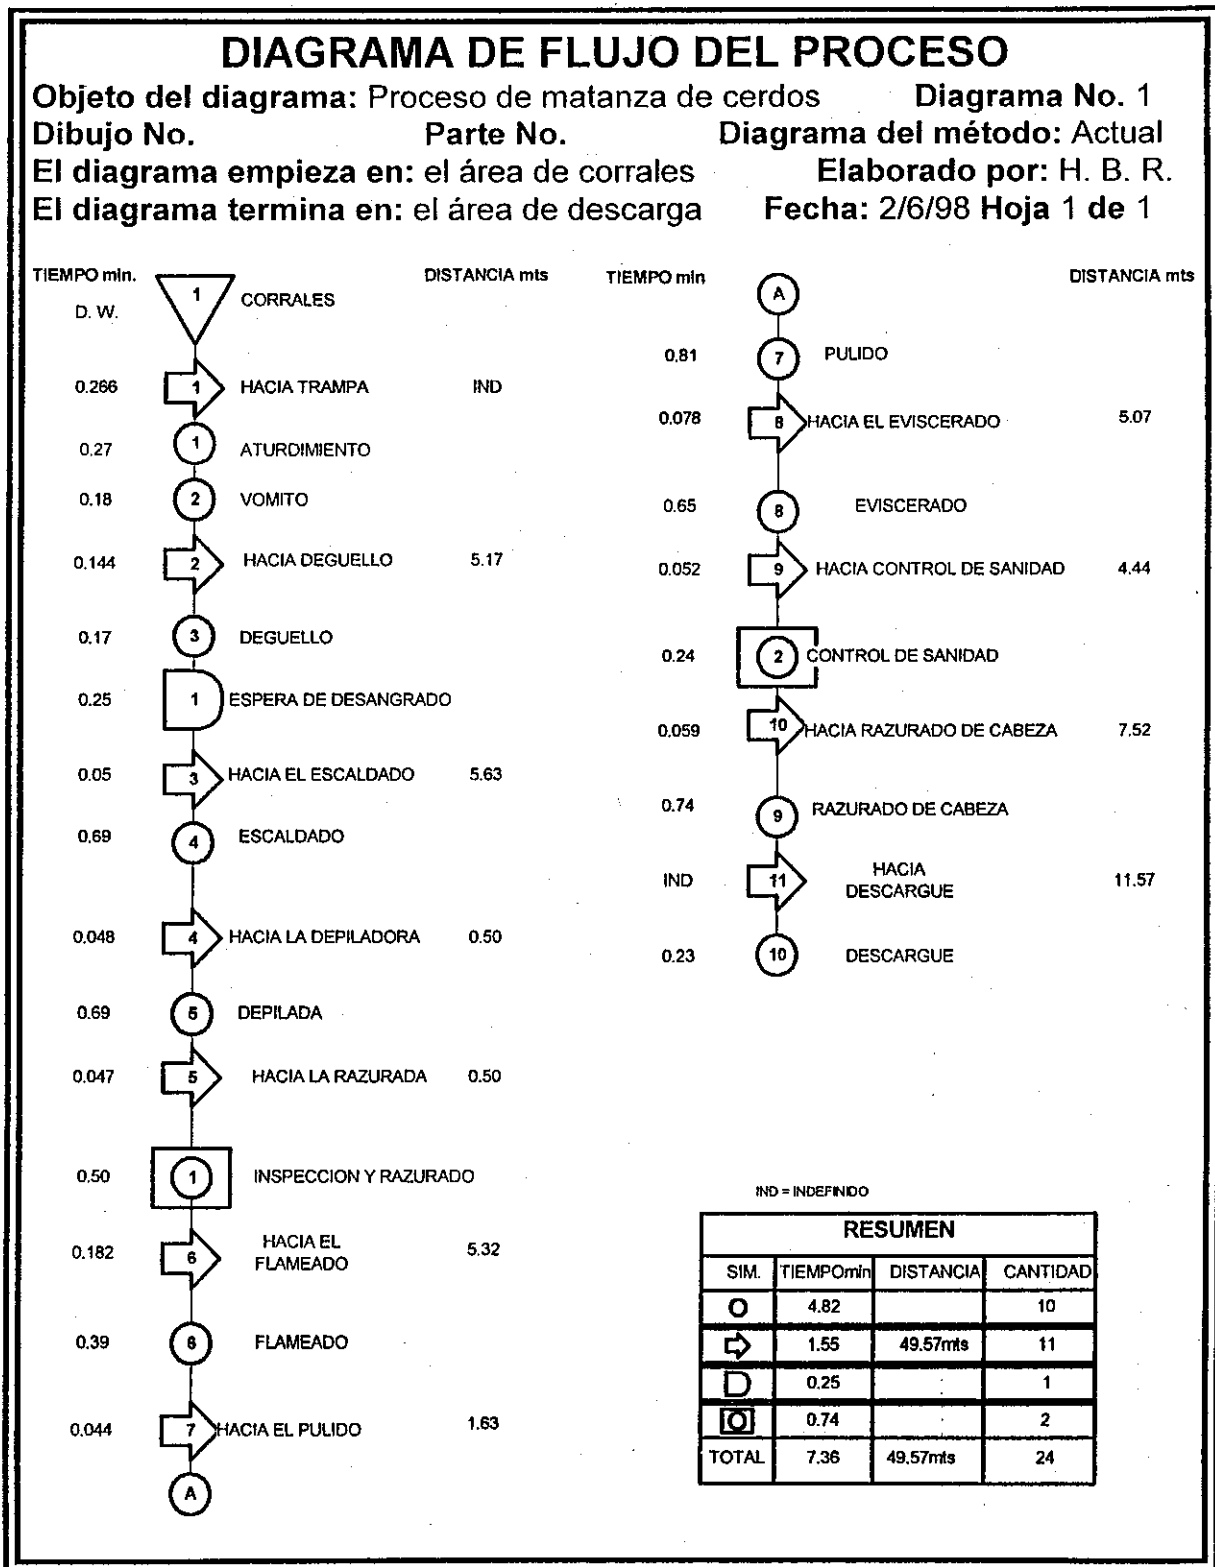 DIAGRAMA DE FLUJO DEL PROCESO
Objeto del diagrama: Proceso de matanza de cerdos Diagrama No. 1
Dibujo No. Parte No. Diagrama del método: Actual
El diagrama empieza en: el área de corrales Elaborado por: H. B. R.
El diagrama termina en: el área de descarga Fecha: 2/6/98 Hoja 1 de 1
TIEMPO min. DISTANCIA mts
D. W. 1 CORRALES
0.266 1 HACIA TRAMPA IND
0.27 1 ATURDIMIENTO
0.18 2 VOMITO
0.144 2 HACIA DEGUELLO 5.17
0.17 3 DEGUELLO
0.25 1 ESPERA DE DESANGRADO
0.05 3 HACIA EL ESCALDADO 5.63
0.69 4 ESCALDADO
0.048 4 HACIA LA DEPILADORA 0.50
0.69 5 DEPILADA
0.047 5 HACIA LA RAZURADA 0.50
0.50 1 INSPECCION Y RAZURADO
0.182 6 HACIA EL FLAMEADO 5.32
0.39 6 FLAMEADO
0.044 7 HACIA EL PULIDO 1.63
A
TIEMPO min DISTANCIA mts
A
0.81 7 PULIDO
0.078 8 HACIA EL EVISCERADO 5.07
0.65 8 EVISCERADO
0.052 9 HACIA CONTROL DE SANIDAD 4.44
0.24 2 CONTROL DE SANIDAD
0.059 10 HACIA RAZURADO DE CABEZA 7.52
0.74 9 RAZURADO DE CABEZA
IND 11 HACIA DESCARGUE 11.57
0.23 10 DESCARGUE
IND = INDEFINIDO
RESUMEN
SIM. TIEMPOmin DISTANCIA CANTIDAD
4.82 10
1.55 49.57mts 11
0.25 1
0.74 2
TOTAL 7.36 49.57mts 24